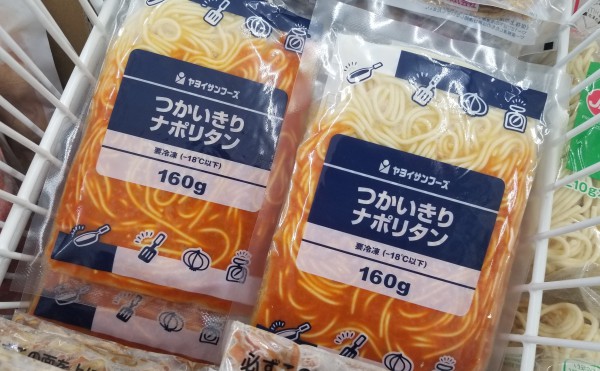 ヤヨイサンフーズ
つかいきり
ナポリタン
要冷凍(-18℃以下)
160g
ヤヨイサンフーズ
つかいきり
ナポリタン
要冷凍(-18℃以下)
160g